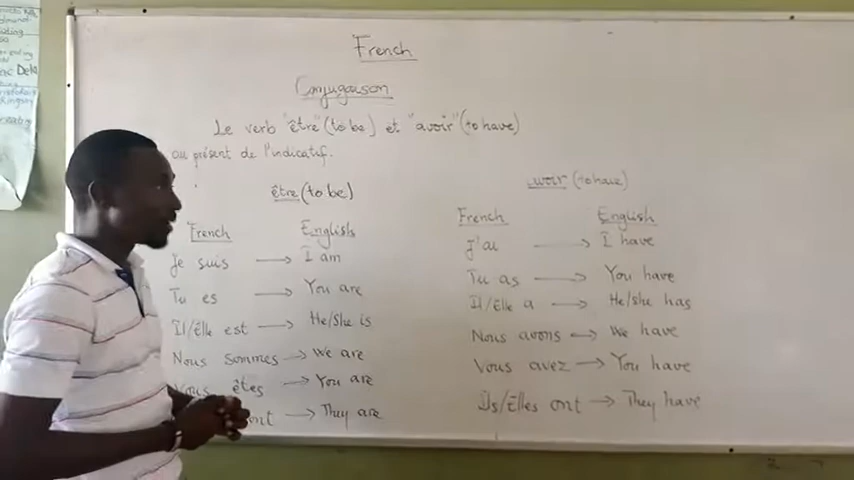 French
Conjugaison
Le verb "être" (to be) et "avoir" (to have)
au présent de l'indicatif.
être (to be)
French English
Je suis → I am
Tu es → You are
Il/Elle est → He/She is
Nous sommes → We are
Vous êtes → You are
ont → They are
avoir (to have)
French English
J'ai → I have
Tu as → You have
Il/Elle a → He/She has
Nous avons → We have
Vous avez → You have
Ils/Elles ont → They have